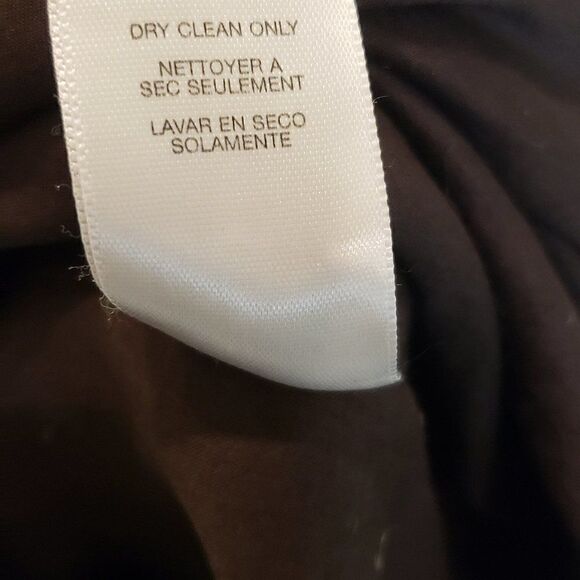 DRY CLEAN ONLY
NETTOYER A
SEC SEULEMENT
LAVAR EN SECO
SOLAMENTE